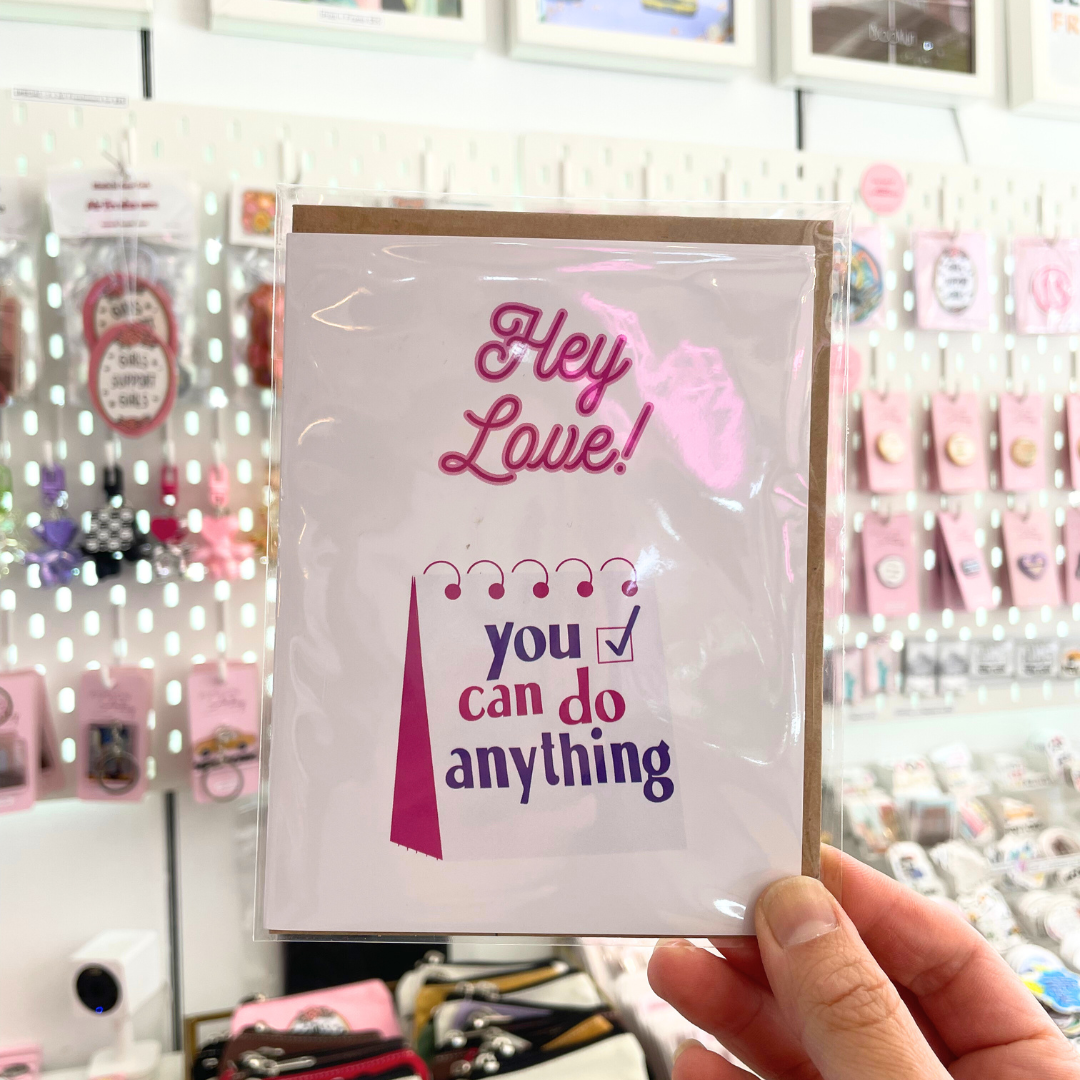 Hey
Love!
you
can do
anything
GIRLS
SUPPORT
GIRLS